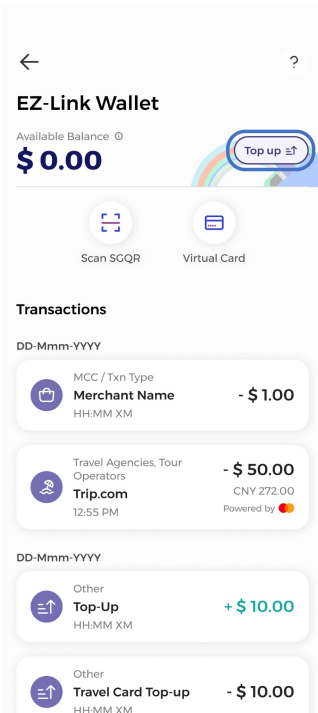 ?
EZ-Link Wallet
Available Balance
$ 0.00
Top up
Scan SGQR
Virtual Card
Transactions
DD-Mmm-YYYY
MCC / Txn Type
Merchant Name
- $ 1.00
HH:MM XM
Travel Agencies, Tour
Operators
- $ 50.00
Trip.com
CNY 272.00
12:55 PM
Powered by
DD-Mmm-YYYY
Other
Top-Up
+ $ 10.00
HH:MM XM
Other
Travel Card Top-up
- $ 10.00
HH:MM XM